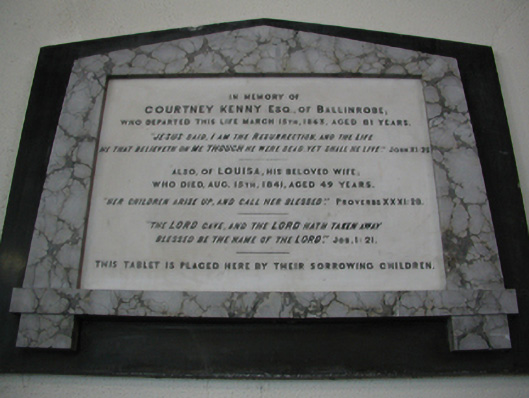 IN MEMORY OF
COURTNEY KENNY ESQ., OF BALLINROBE;
WHO DEPARTED THIS LIFE MARCH 15TH, 1863, AGED 81 YEARS.
"JESUS SAID, I AM THE RESURRECTION, AND THE LIFE
HE THAT BELIEVETH ON ME THOUGH HE WERE DEAD, YET SHALL HE LIVE." JOHN XI: 25.
ALSO, OF LOUISA, HIS BELOVED WIFE;
WHO DIED, AUG. 15TH, 1841, AGED 49 YEARS.
"HER CHILDREN ARISE UP, AND CALL HER BLESSED." PROVERBS XXXI: 28.
"THE LORD GAVE, AND THE LORD HATH TAKEN AWAY
BLESSED BE THE NAME OF THE LORD." JOB, I: 21.
THIS TABLET IS PLACED HERE BY THEIR SORROWING CHILDREN.